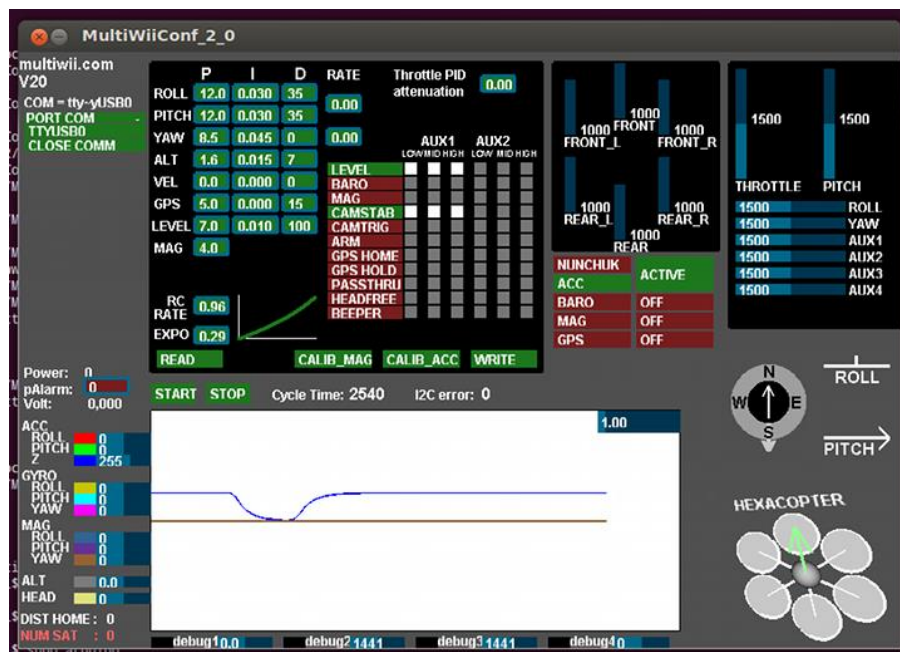 MultiWiiConf_2_0
multiwii.com
V20
COM = tty-yUSB0
PORT COM -
TTYUSB0
CLOSE COMM
P I D RATE
Throttle PID
attenuation 0.00
ROLL 12.0 0.030 35
0.00
PITCH 12.0 0.030 35
YAW 8.5 0.045 0 0.00
ALT 1.6 0.015 7
VEL 0.0 0.000 0
GPS 5.0 0.000 15
LEVEL 7.0 0.010 100
MAG 4.0
AUX1 AUX2
LOW MID HIGH LOW MID HIGH
LEVEL
BARO
MAG
CAMSTAB
CAMTRIG
ARM
GPS HOME
GPS HOLD
PASSTHRU
HEADFREE
BEEPER
RC
RATE 0.96
EXPO 0.29
READ CALIB_MAG CALIB_ACC WRITE
1000
FRONT
1000
FRONT_L
1000
FRONT_R
1000
REAR_L
1000
REAR_R
1000
REAR
NUNCHUK
ACC ACTIVE
BARO OFF
MAG OFF
GPS OFF
1500 1500
THROTTLE PITCH
1500 ROLL
1500 YAW
1500 AUX1
1500 AUX2
1500 AUX3
1500 AUX4
Power: 0
pAlarm: 0
Volt: 0,000
START STOP Cycle Time: 2540 I2C error: 0
1.00
ACC
ROLL 0
PITCH 0
Z 255
GYRO
ROLL 0
PITCH 0
YAW 0
MAG
ROLL 0
PITCH 0
YAW 0
ALT 0.0
HEAD 0
DIST HOME : 0
NUM SAT : 0
debug1 0.0 debug2 1441 debug3 1441 debug4 0
N
W E
S
ROLL
PITCH
HEXACOPTER